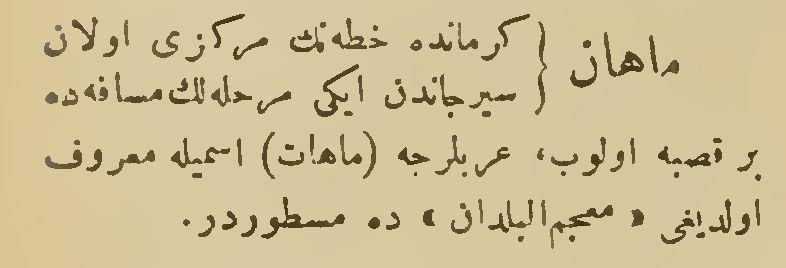 ماهان { كرمانده خطه‌نك مركزى اولان
سيرجاندن ايكى مرحله‌لك مسافه‌ده
بر قصبه اولوب، عربلرجه (ماهات) اسميله معروف
اولديغى « معجم‌البلدان » ده مسطوردر.